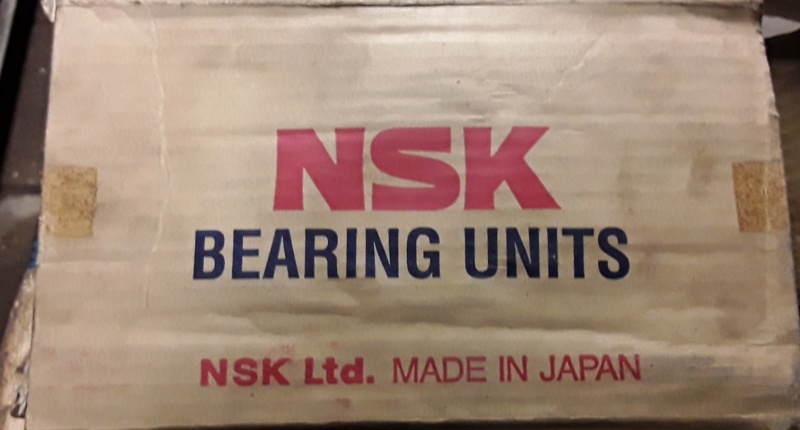 NSK
BEARING UNITS
NSK Ltd. MADE IN JAPAN